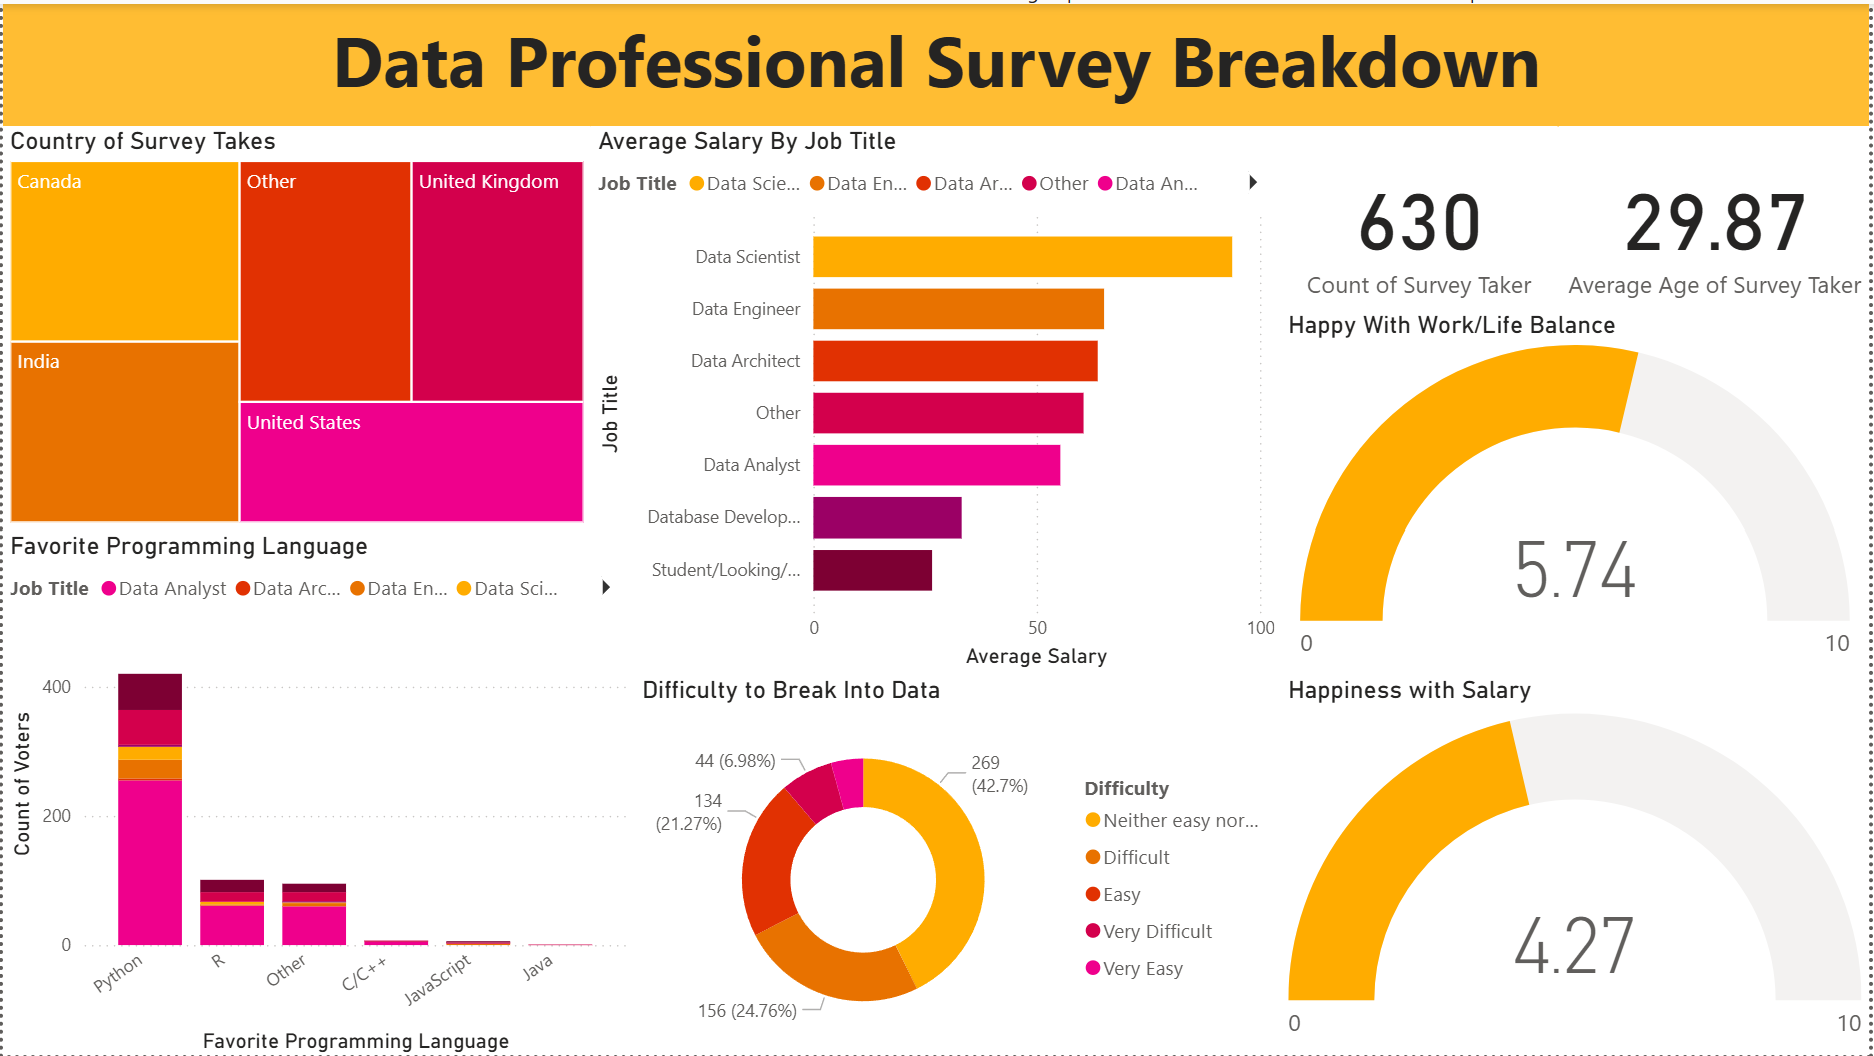 Data Professional Survey Breakdown
Country of Survey Takes
Canada
Other
United Kingdom
India
United States
Average Salary By Job Title
Job Title Data Scie... Data En... Data Ar... Other Data An...
Job Title
Data Scientist
Data Engineer
Data Architect
Other
Data Analyst
Database Develop...
Student/Looking/...
0 50 100
Average Salary
630
Count of Survey Taker
29.87
Average Age of Survey Taker
Happy With Work/Life Balance
5.74
0 10
Favorite Programming Language
Job Title Data Analyst Data Arc... Data En... Data Sci...
Count of Voters
400
200
0
Python R Other C/C++ JavaScript Java
Favorite Programming Language
Difficulty to Break Into Data
44 (6.98%)
269
(42.7%)
134
(21.27%)
156 (24.76%)
Difficulty
Neither easy nor...
Difficult
Easy
Very Difficult
Very Easy
Happiness with Salary
4.27
0 10